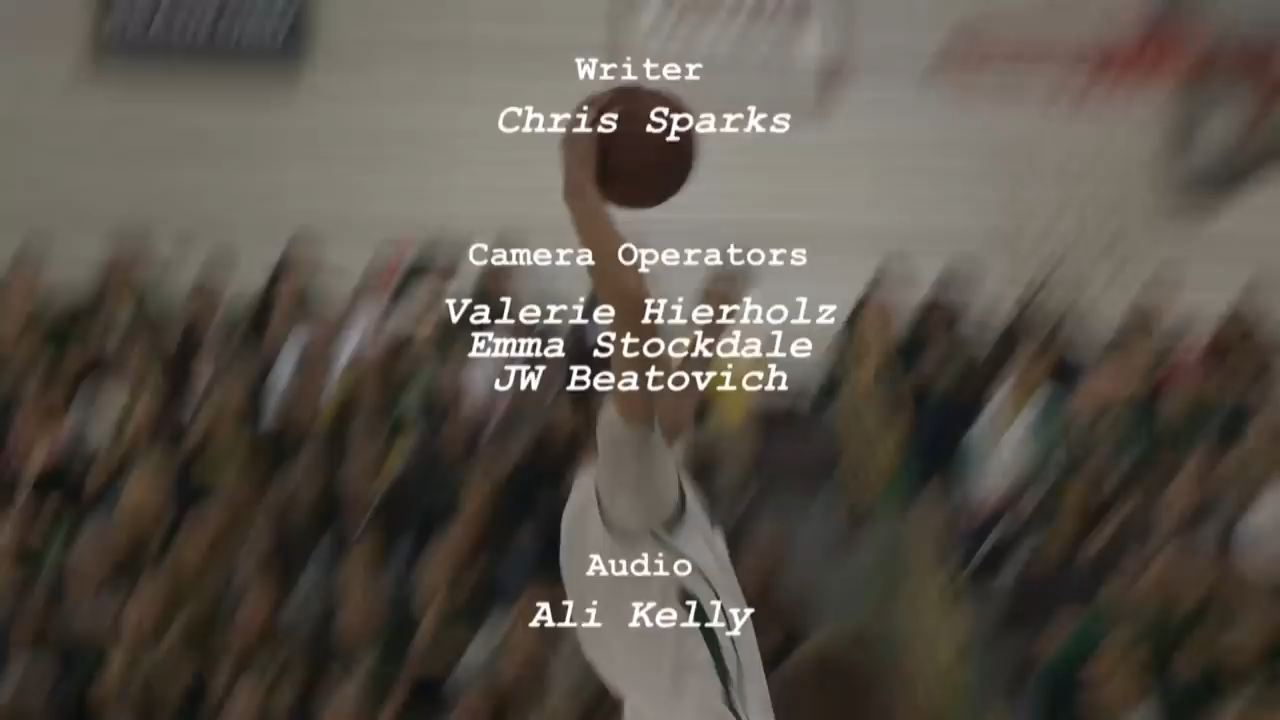 Writer
Chris Sparks
Camera Operators
Valerie Hierholz
Emma Stockdale
JW Beatovich
Audio
Ali Kelly